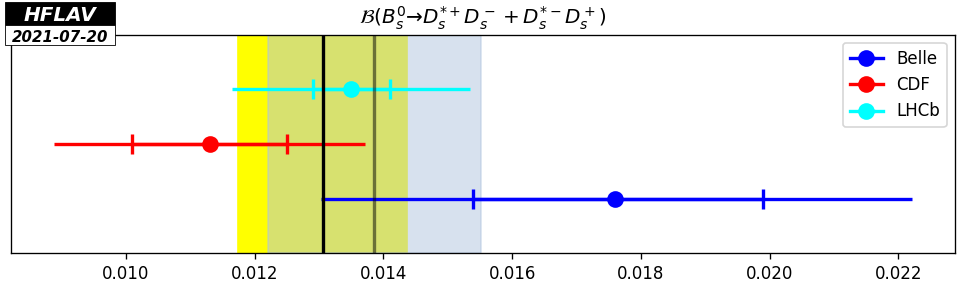 HFLAV
2021-07-20
ℬ(B_s^0→D_s^{*+}D_s^- + D_s^{*-}D_s^+)
Belle
CDF
LHCb
0.010 0.012 0.014 0.016 0.018 0.020 0.022